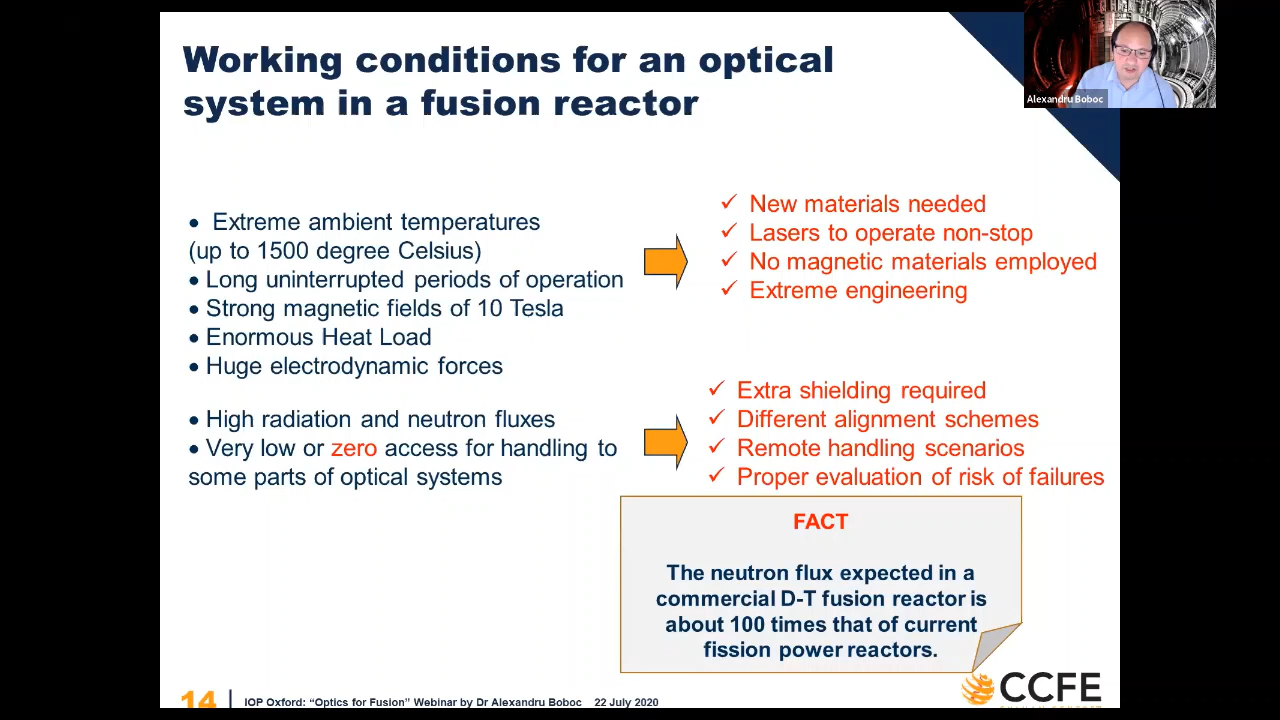 Working conditions for an optical
system in a fusion reactor
Alexandru Boboc
• Extreme ambient temperatures
(up to 1500 degree Celsius)
• Long uninterrupted periods of operation
• Strong magnetic fields of 10 Tesla
• Enormous Heat Load
• Huge electrodynamic forces
✓ New materials needed
✓ Lasers to operate non-stop
✓ No magnetic materials employed
✓ Extreme engineering
• High radiation and neutron fluxes
• Very low or zero access for handling to
some parts of optical systems
✓ Extra shielding required
✓ Different alignment schemes
✓ Remote handling scenarios
✓ Proper evaluation of risk of failures
FACT
The neutron flux expected in a
commercial D-T fusion reactor is
about 100 times that of current
fission power reactors.
14
IOP Oxford: “Optics for Fusion” Webinar by Dr Alexandru Boboc 22 July 2020
CCFE